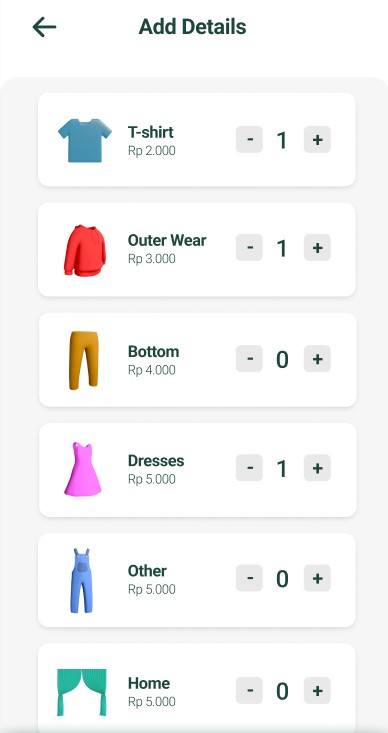 Add Details
T-shirt
Rp 2.000
- 1 +
Outer Wear
Rp 3.000
- 1 +
Bottom
Rp 4.000
- 0 +
Dresses
Rp 5.000
- 1 +
Other
Rp 5.000
- 0 +
Home
Rp 5.000
- 0 +